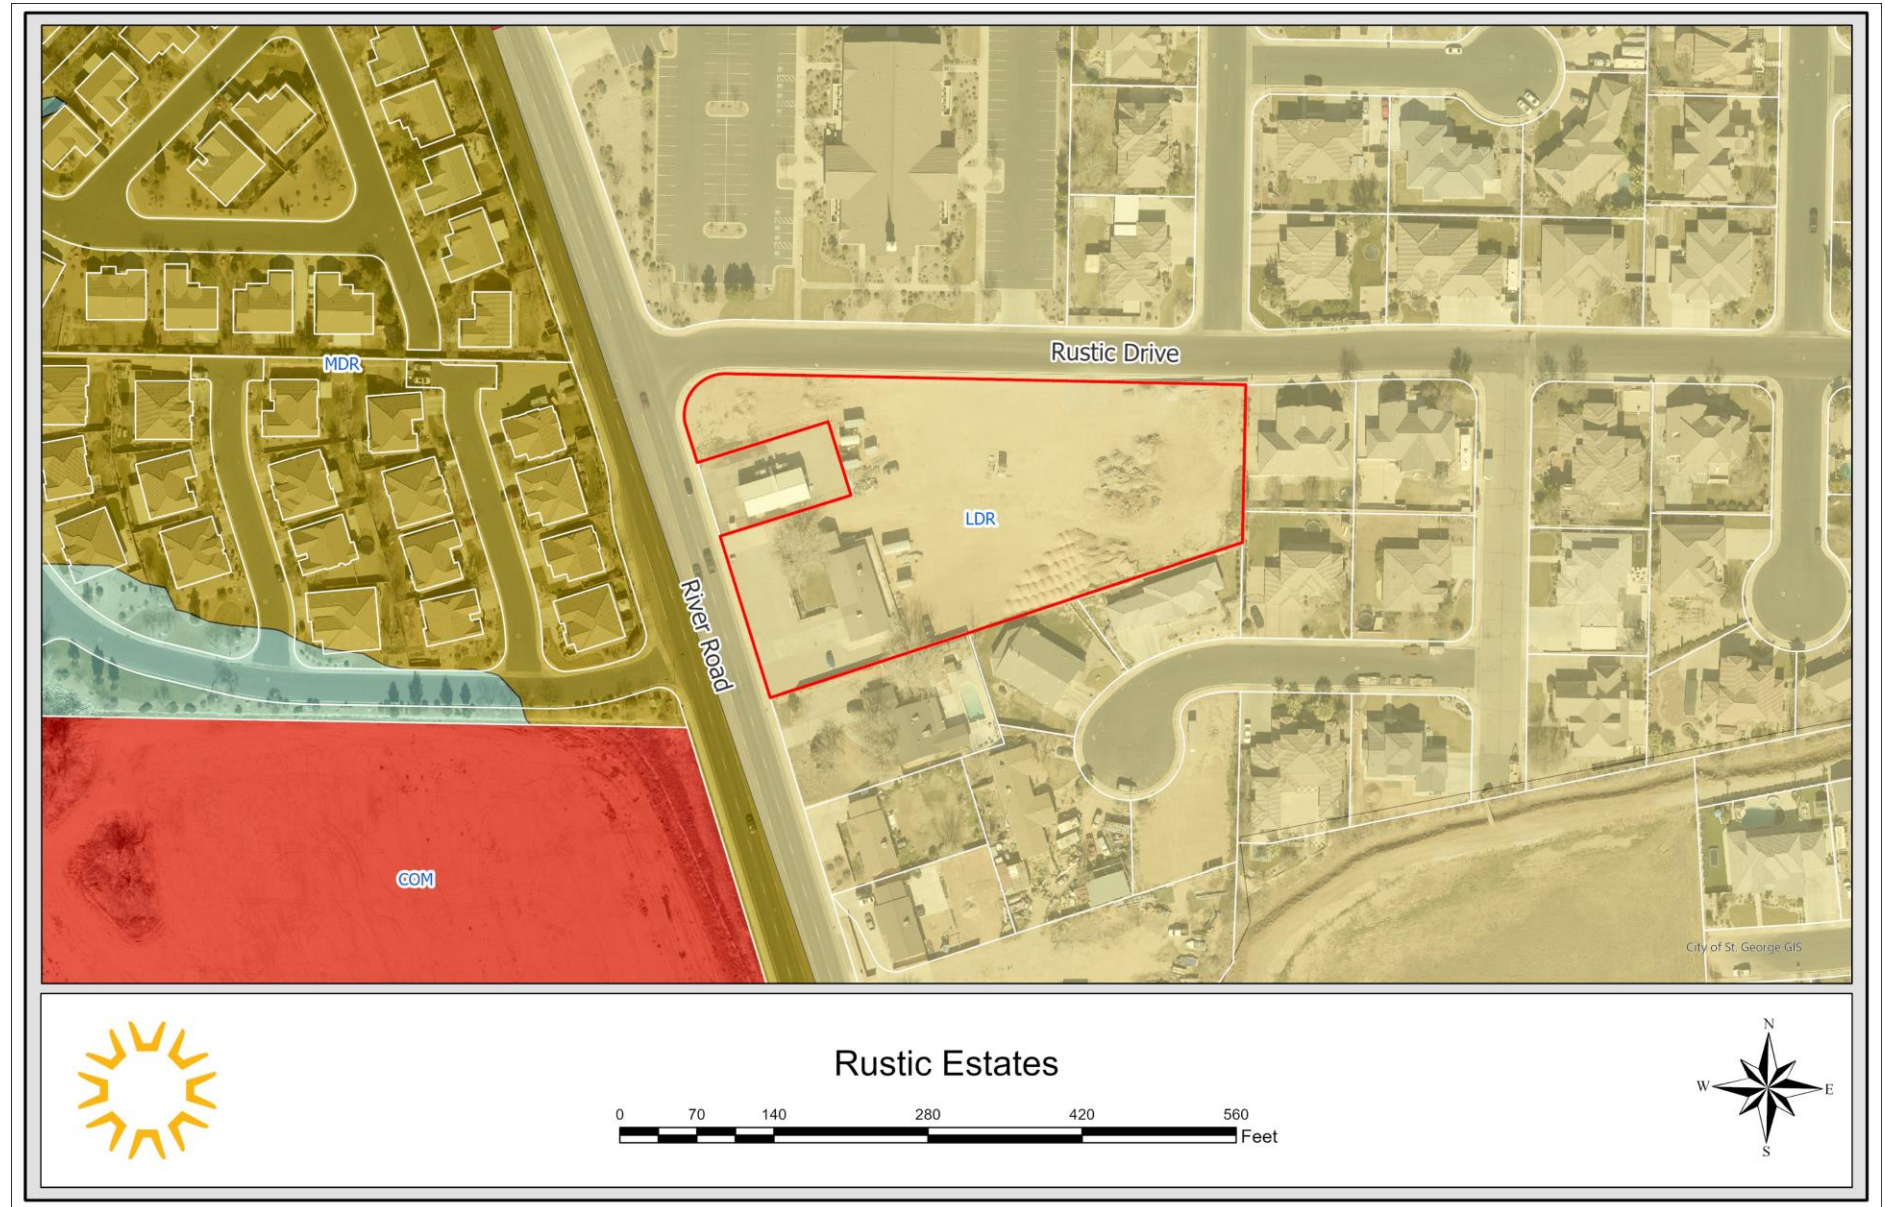 Rustic Drive
MDR
LDR
River Road
COM
City of St. George GIS
Rustic Estates
N
W
E
S
0 70 140 280 420 560
Feet